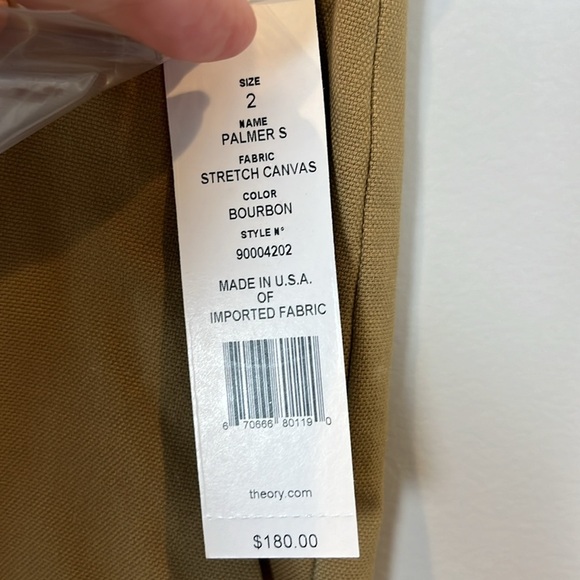 SIZE
2
NAME
PALMER S
FABRIC
STRETCH CANVAS
COLOR
BOURBON
STYLE N°
90004202
MADE IN U.S.A.
OF
IMPORTED FABRIC
6 70666 80119 0
theory.com
$180.00